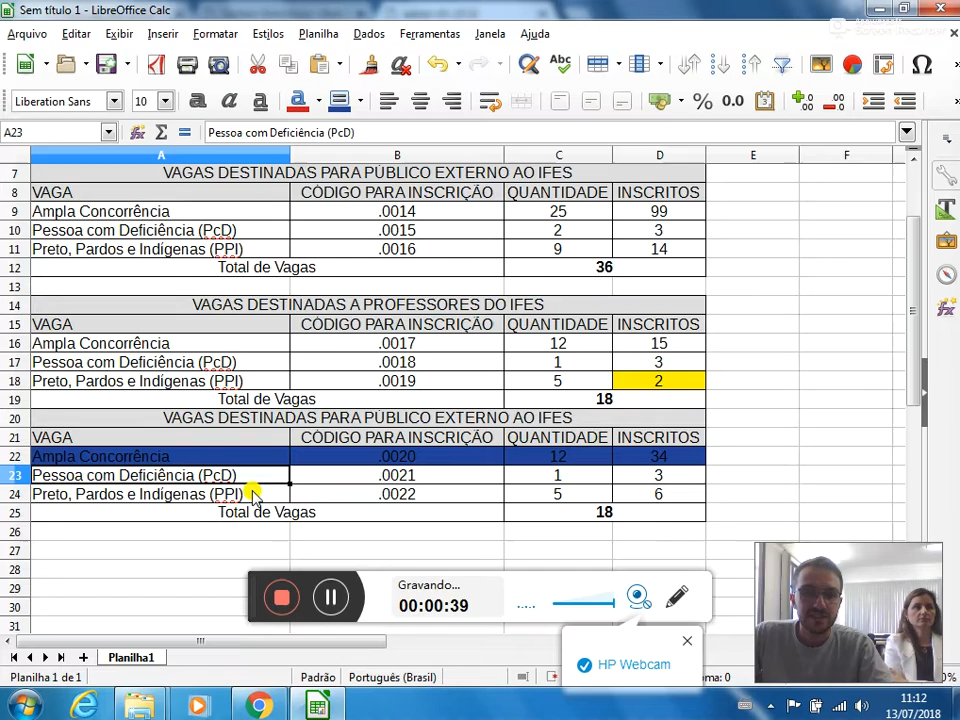 Sem título 1 - LibreOffice Calc
Arquivo Editar Exibir Inserir Formatar Estilos Planilha Dados Ferramentas Janela Ajuda
Liberation Sans 10
A23 Pessoa com Deficiência (PcD)
A B C D E F
7 VAGAS DESTINADAS PARA PÚBLICO EXTERNO AO IFES
8 VAGA CÓDIGO PARA INSCRIÇÃO QUANTIDADE INSCRITOS
9 Ampla Concorrência .0014 25 99
10 Pessoa com Deficiência (PcD) .0015 2 3
11 Preto, Pardos e Indígenas (PPI) .0016 9 14
12 Total de Vagas 36
13
14 VAGAS DESTINADAS A PROFESSORES DO IFES
15 VAGA CÓDIGO PARA INSCRIÇÃO QUANTIDADE INSCRITOS
16 Ampla Concorrência .0017 12 15
17 Pessoa com Deficiência (PcD) .0018 1 3
18 Preto, Pardos e Indígenas (PPI) .0019 5 2
19 Total de Vagas 18
20 VAGAS DESTINADAS PARA PÚBLICO EXTERNO AO IFES
21 VAGA CÓDIGO PARA INSCRIÇÃO QUANTIDADE INSCRITOS
22 Ampla Concorrência .0020 12 34
23 Pessoa com Deficiência (PcD) .0021 1 3
24 Preto, Pardos e Indígenas (PPI) .0022 5 6
25 Total de Vagas 18
26
27
28
29
30
31
Gravando...
00:00:39
HP Webcam
Planilha1
Planilha 1 de 1 Padrão Português (Brasil) oma: 0 0%
11:12
13/07/2018